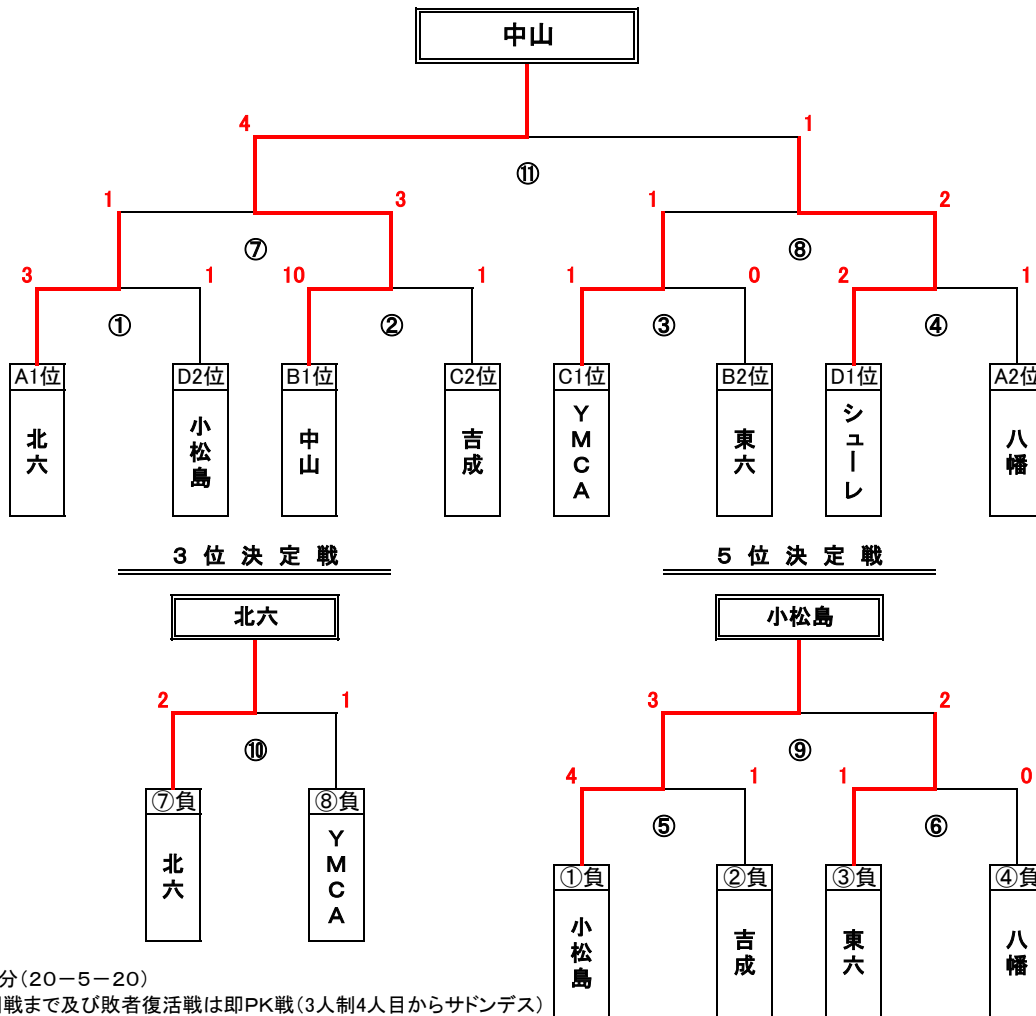 中山
4 1
⑪
1 3 1 2
⑦ ⑧
3 1 10 1 1 0 2 1
① ② ③ ④
A1位 D2位 B1位 C2位 C1位 B2位 D1位 A2位
北六 小松島 中山 吉成 YMCA 東六 シューレ 八幡
3位決定戦 5位決定戦
北六 小松島
2 1 3 2
⑩ ⑨
4 1 1 0
⑤ ⑥
⑦負 ⑧負
北六 YMCA
①負 ②負 ③負 ④負
小松島 吉成 東六 八幡
分(20-5-20)
戦まで及び敗者復活戦は即PK戦(3人制4人目からサドンデス)